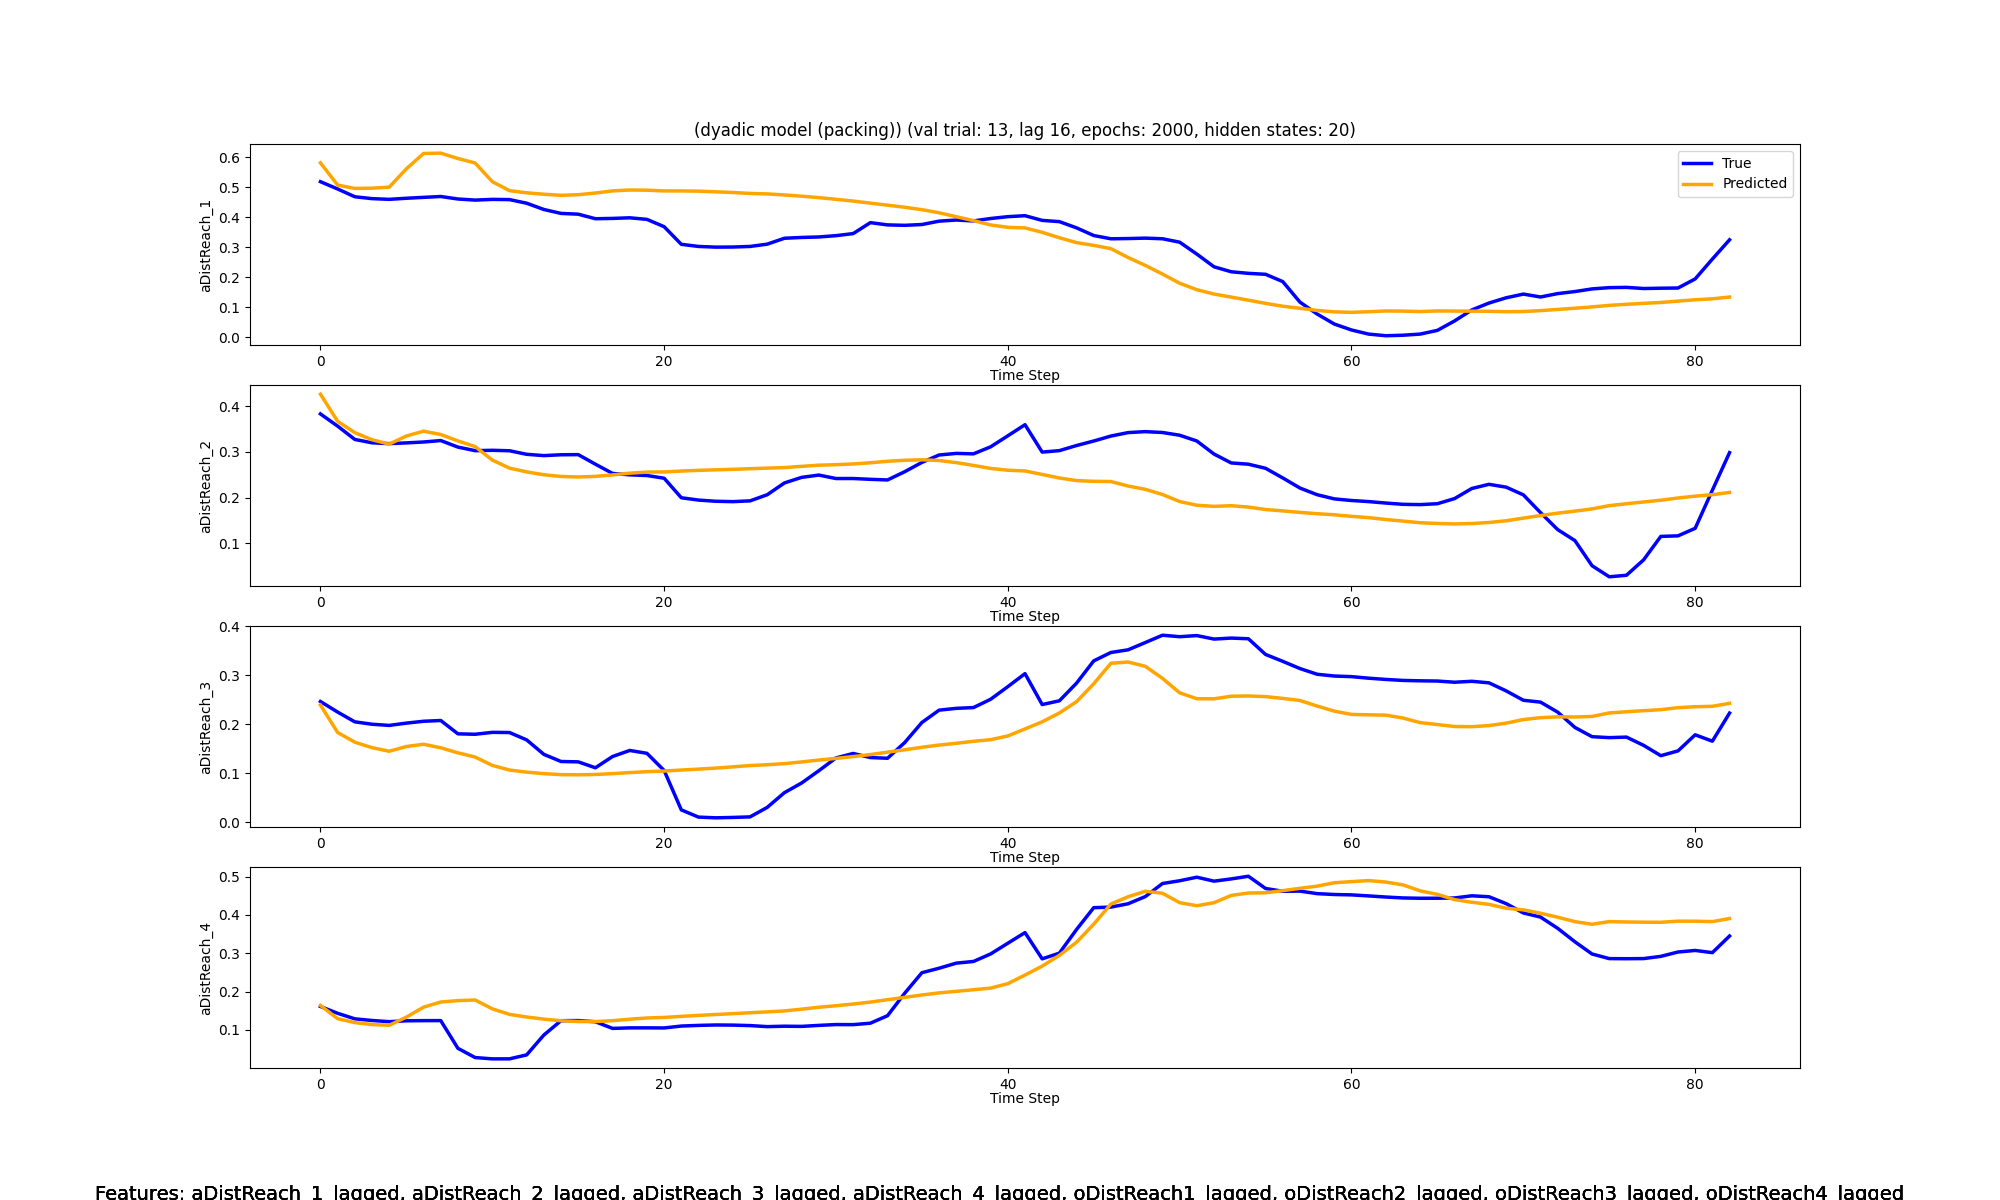 (dyadic model (packing)) (val trial: 13, lag 16, epochs: 2000, hidden states: 20)
True
Predicted
aDistReach_1
0.6
0.5
0.4
0.3
0.2
0.1
0.0
0 20 40 60 80
Time Step
aDistReach_2
0.4
0.3
0.2
0.1
0 20 40 60 80
Time Step
aDistReach_3
0.4
0.3
0.2
0.1
0.0
0 20 40 60 80
Time Step
aDistReach_4
0.5
0.4
0.3
0.2
0.1
0 20 40 60 80
Time Step
Features: aDistReach_1_lagged, aDistReach_2_lagged, aDistReach_3_lagged, aDistReach_4_lagged, oDistReach1_lagged, oDistReach2_lagged, oDistReach3_lagged, oDistReach4_lagged